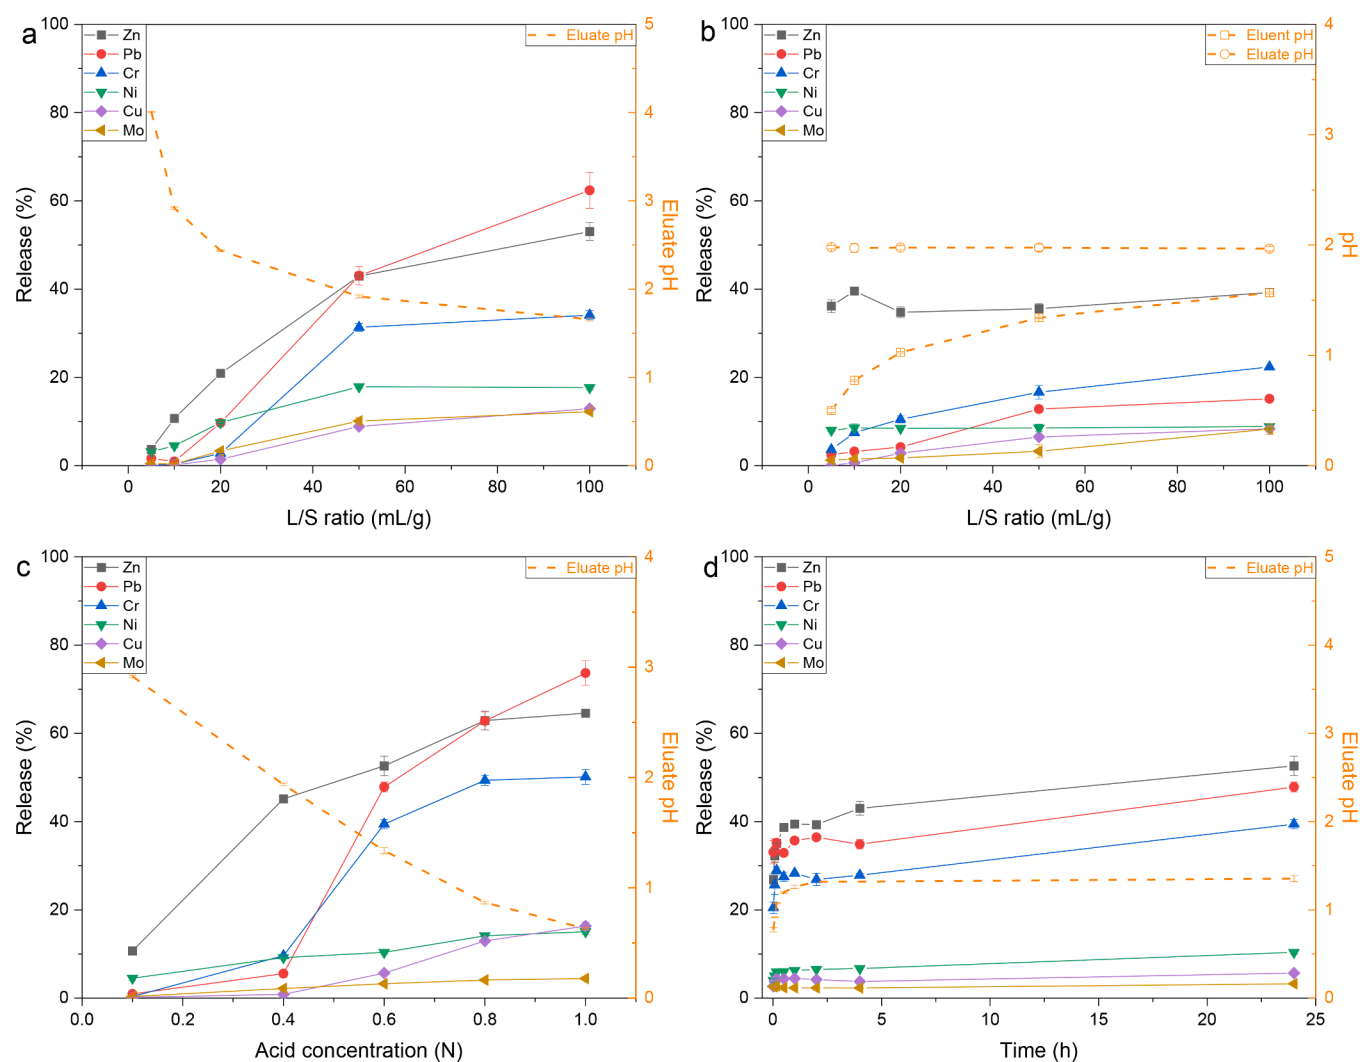 a
Zn
Pb
Cr
Ni
Cu
Mo
Eluate pH
100
80
60
40
20
0
Release (%)
5
4
3
2
1
0
Eluate pH
0 20 40 60 80 100
L/S ratio (mL/g)
b
Zn
Pb
Cr
Ni
Cu
Mo
Eluent pH
Eluate pH
100
80
60
40
20
0
Release (%)
4
3
2
1
0
pH
0 20 40 60 80 100
L/S ratio (mL/g)
c
Zn
Pb
Cr
Ni
Cu
Mo
Eluate pH
100
80
60
40
20
0
Release (%)
4
3
2
1
0
Eluate pH
0.0 0.2 0.4 0.6 0.8 1.0
Acid concentration (N)
d
Zn
Pb
Cr
Ni
Cu
Mo
Eluate pH
100
80
60
40
20
0
Release (%)
5
4
3
2
1
0
Eluate pH
0 5 10 15 20 25
Time (h)